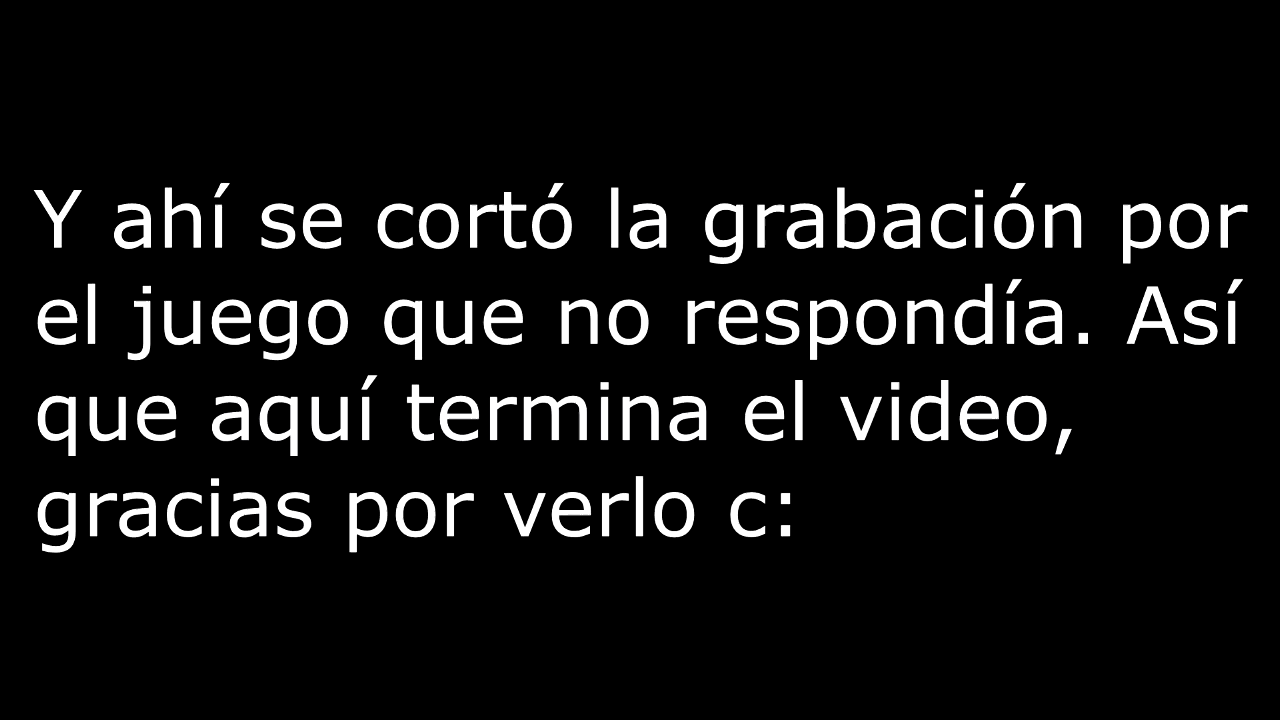 Y ahí se cortó la grabación por
el juego que no respondía. Así
que aquí termina el video,
gracias por verlo c: